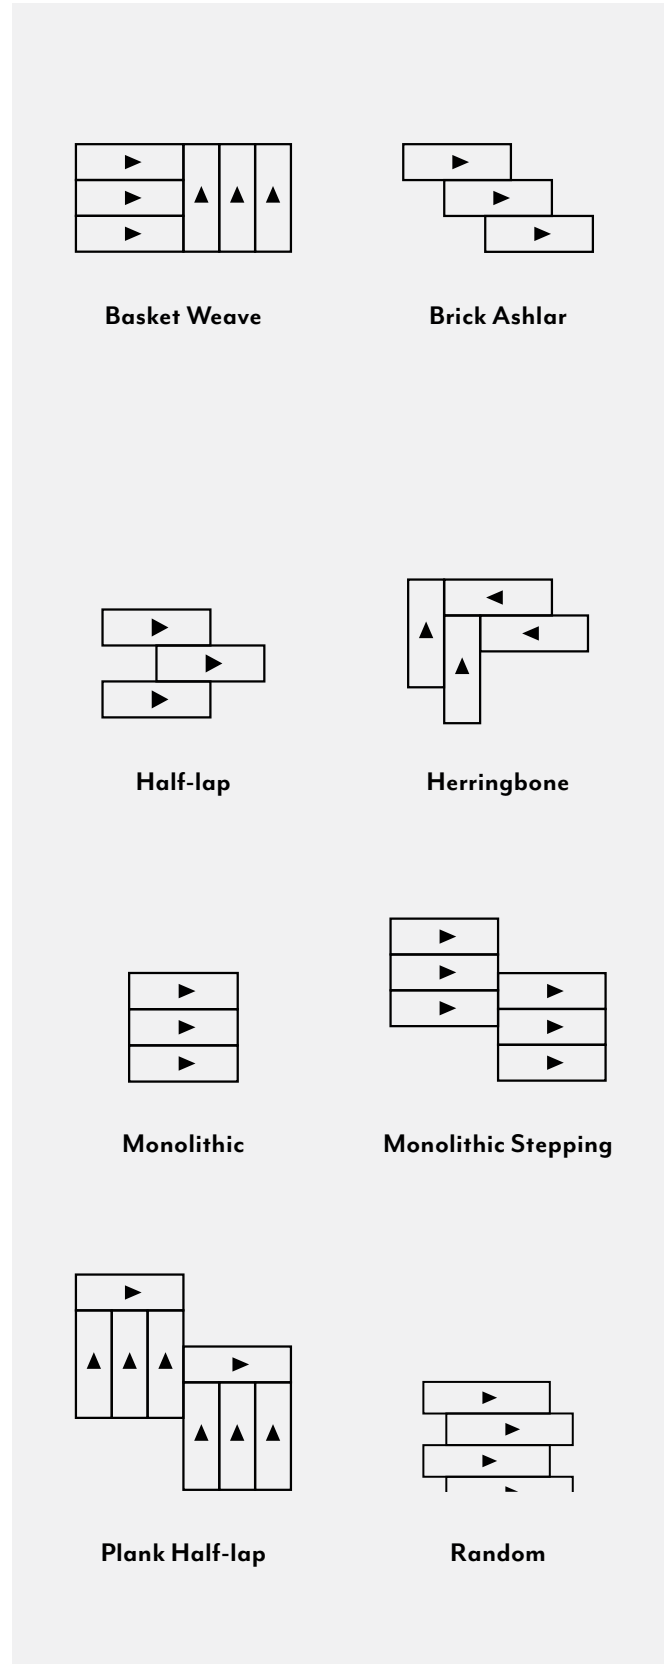 Basket Weave
Brick Ashlar
Half-lap
Herringbone
Monolithic
Monolithic Stepping
Plank Half-lap
Random